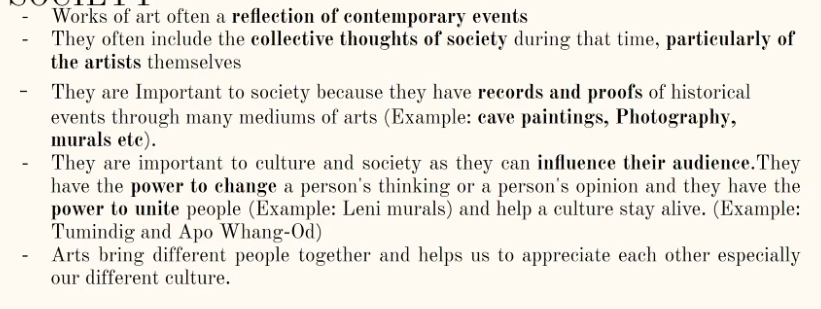 SOCIETY
- Works of art often a reflection of contemporary events
- They often include the collective thoughts of society during that time, particularly of
the artists themselves
- They are Important to society because they have records and proofs of historical
events through many mediums of arts (Example: cave paintings, Photography,
murals etc).
- They are important to culture and society as they can influence their audience.They
have the power to change a person's thinking or a person's opinion and they have the
power to unite people (Example: Leni murals) and help a culture stay alive. (Example:
Tumindig and Apo Whang-Od)
- Arts bring different people together and helps us to appreciate each other especially
our different culture.